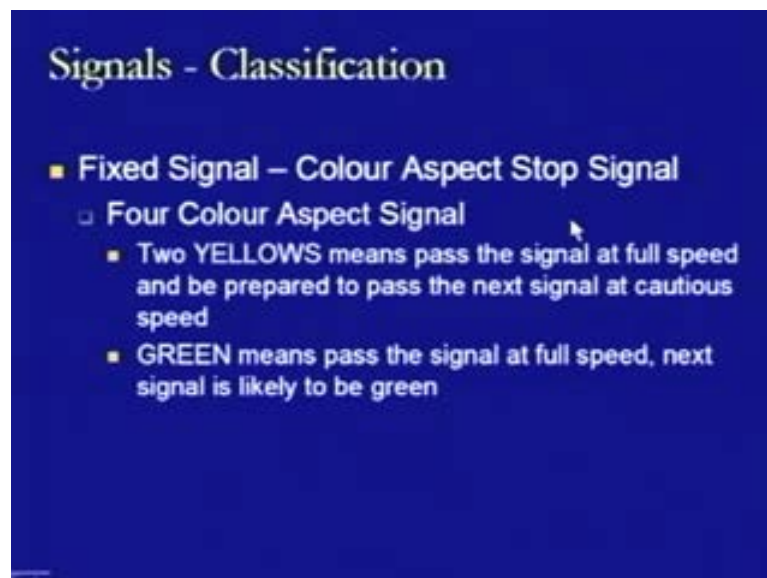 Signals - Classification
Fixed Signal – Colour Aspect Stop Signal
Four Colour Aspect Signal
Two YELLOWS means pass the signal at full speed
and be prepared to pass the next signal at cautious
speed
GREEN means pass the signal at full speed, next
signal is likely to be green